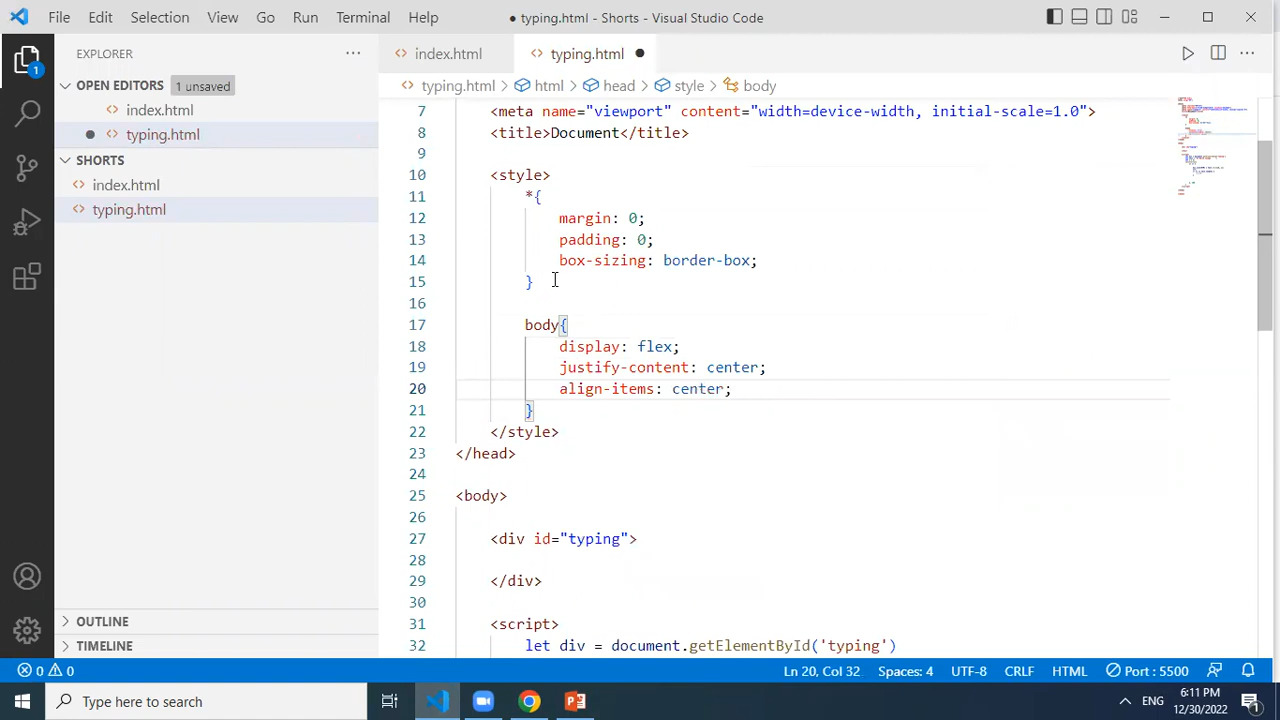 File Edit Selection View Go Run Terminal Help ● typing.html - Shorts - Visual Studio Code
EXPLORER ···
OPEN EDITORS 1 unsaved
<> index.html
● <> typing.html
SHORTS
<> index.html
<> typing.html
OUTLINE
TIMELINE
1
<> index.html <> typing.html ●
<> typing.html > html > head > style > body
7 <meta name="viewport" content="width=device-width, initial-scale=1.0">
8 <title>Document</title>
9
10 <style>
11 *{
12 margin: 0;
13 padding: 0;
14 box-sizing: border-box;
15 }
16
17 body{
18 display: flex;
19 justify-content: center;
20 align-items: center;
21 }
22 </style>
23 </head>
24
25 <body>
26
27 <div id="typing">
28
29 </div>
30
31 <script>
32 let div = document.getElementById('typing')
0 0 Ln 20, Col 32 Spaces: 4 UTF-8 CRLF HTML Port : 5500
Type here to search ENG 6:11 PM
12/30/2022 1